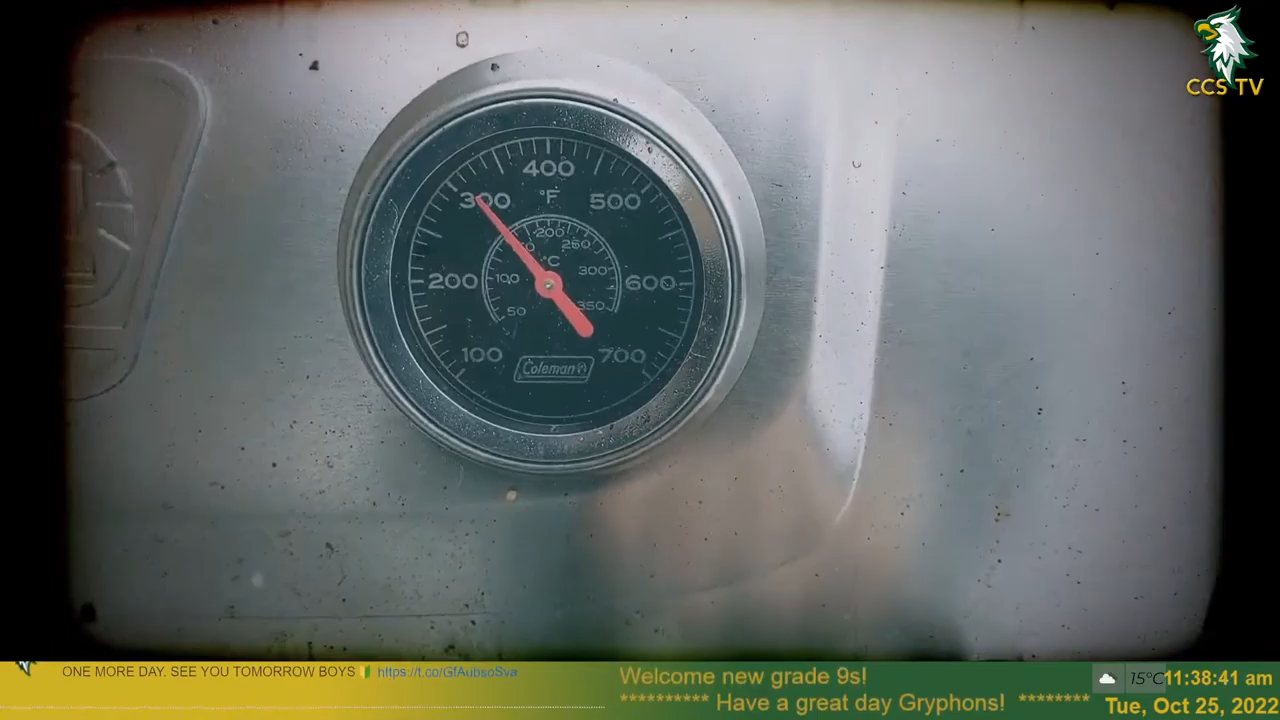 CCS TV
400
°F
300
500
200
250
°C
100
300
200
600
50
350
100
700
Coleman
ONE MORE DAY. SEE YOU TOMORROW BOYS https://t.co/GfAubsoSva
Welcome new grade 9s!
********** Have a great day Gryphons! ********
15°C 11:38:41 am
Tue, Oct 25, 2022